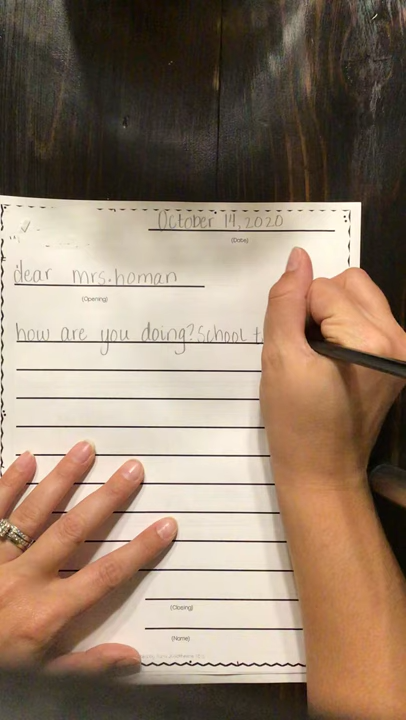 October 14, 2020
(Date)
dear mrs.homan
(Opening)
how are you doing?School t
(Closing)
(Name)